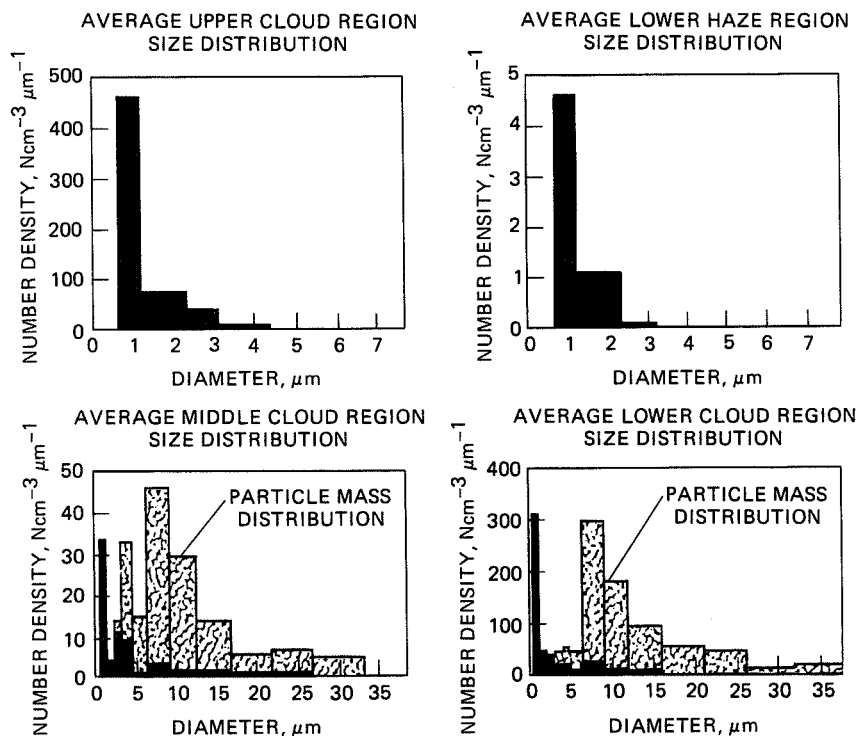 AVERAGE UPPER CLOUD REGION
SIZE DISTRIBUTION
NUMBER DENSITY, Ncm⁻³ μm⁻¹
500
400
300
200
100
0
0 1 2 3 4 5 6 7
DIAMETER, μm
AVERAGE LOWER HAZE REGION
SIZE DISTRIBUTION
NUMBER DENSITY, Ncm⁻³ μm⁻¹
5
4
3
2
1
0
0 1 2 3 4 5 6 7
DIAMETER, μm
AVERAGE MIDDLE CLOUD REGION
SIZE DISTRIBUTION
NUMBER DENSITY, Ncm⁻³ μm⁻¹
50
40
30
20
10
0
PARTICLE MASS
DISTRIBUTION
0 5 10 15 20 25 30 35
DIAMETER, μm
AVERAGE LOWER CLOUD REGION
SIZE DISTRIBUTION
NUMBER DENSITY, Ncm⁻³ μm⁻¹
400
300
200
100
0
PARTICLE MASS
DISTRIBUTION
0 5 10 15 20 25 30 35
DIAMETER, μm